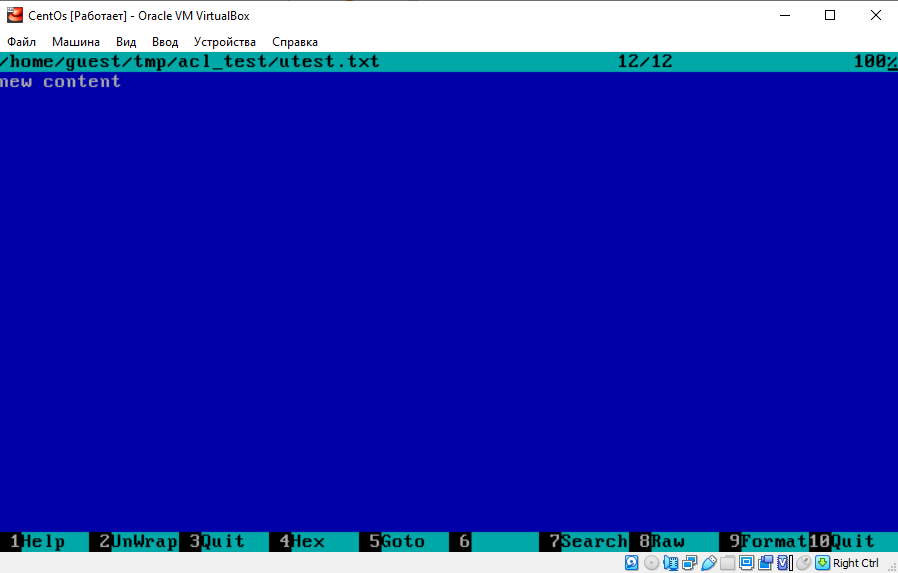 CentOs [Работает] - Oracle VM VirtualBox
Файл Машина Вид Ввод Устройства Справка
/home/guest/tmp/acl_test/utest.txt 12/12 100%
new content
1Help 2UnWrap 3Quit 4Hex 5Goto 6 7Search 8Raw 9Format 10Quit
Right Ctrl